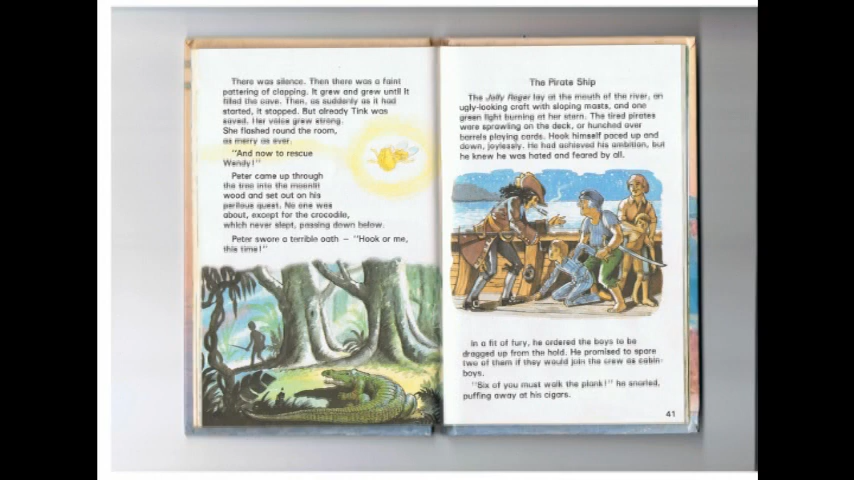 There was silence. Then there was a faint
pattering of clapping. It grew and grew until it
filled the cave. Then, as suddenly as it had
started, it stopped. But already Tink was
saved. Her voice grew strong.
She flashed round the room,
as merry as ever.
"And now to rescue
Wendy!"
Peter came up through
the tree into the moonlit
wood and set out on his
perilous quest. No one was
about, except for the crocodile,
which never slept, passing down below.
Peter swore a terrible oath – "Hook or me,
this time!"
The Pirate Ship
The Jolly Roger lay at the mouth of the river, an
ugly-looking craft with sloping masts, and one
green light burning at her stern. The tired pirates
were sprawling on the deck, or hunched over
barrels playing cards. Hook himself paced up and
down, joylessly. He had achieved his ambition, but
he knew he was hated and feared by all.
In a fit of fury, he ordered the boys to be
dragged up from the hold. He promised to spare
two of them if they would join the crew as cabin-
boys.
"Six of you must walk the plank!" he snarled,
puffing away at his cigars.
41